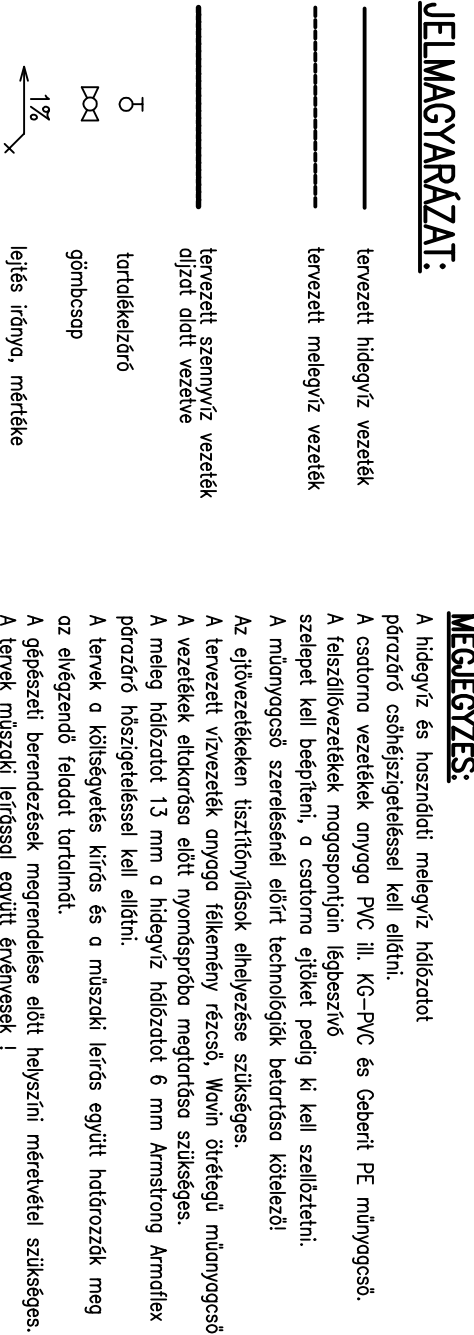 JELMAGYARÁZAT:
tervezett hidegvíz vezeték
tervezett melegvíz vezeték
tervezett szennyvíz vezeték
aljzat alatt vezetve
tartalékelzáró
gömbcsap
1%
lejtés iránya, mértéke
MEGJEGYZÉS:
A hidegvíz és használati melegvíz hálózatot
párazáró csőhéjszigeteléssel kell ellátni.
A csatorna vezetékek anyaga PVC ill. KG-PVC és Geberit PE műnyagcső.
A felszállóvezetékek magaspontjain légbeszívó
szelepet kell beépíteni, a csatorna ejtőket pedig ki kell szellőztetni.
A műanyagcső szerelésénél előírt technológiák betartása kötelező!
Az ejtővezetékeken tisztítónyílások elhelyezése szükséges.
A tervezett vízvezeték anyaga félkemény rézcső, Wavin ötrétegű műanyagcső
A vezetékek eltakarása előtt nyomáspróba megtartása szükséges.
A meleg hálózatot 13 mm a hidegvíz hálózatot 6 mm Armstrong Armaflex
párazáró hőszigeteléssel kell ellátni.
A tervek a költségvetés kiírás és a műszaki leírás együtt határozzák meg
az elvégzendő feladat tartalmát.
A gépészeti berendezések megrendelése előtt helyszíni méretvétel szükséges.
A tervek műszaki leírással együtt érvényesek !